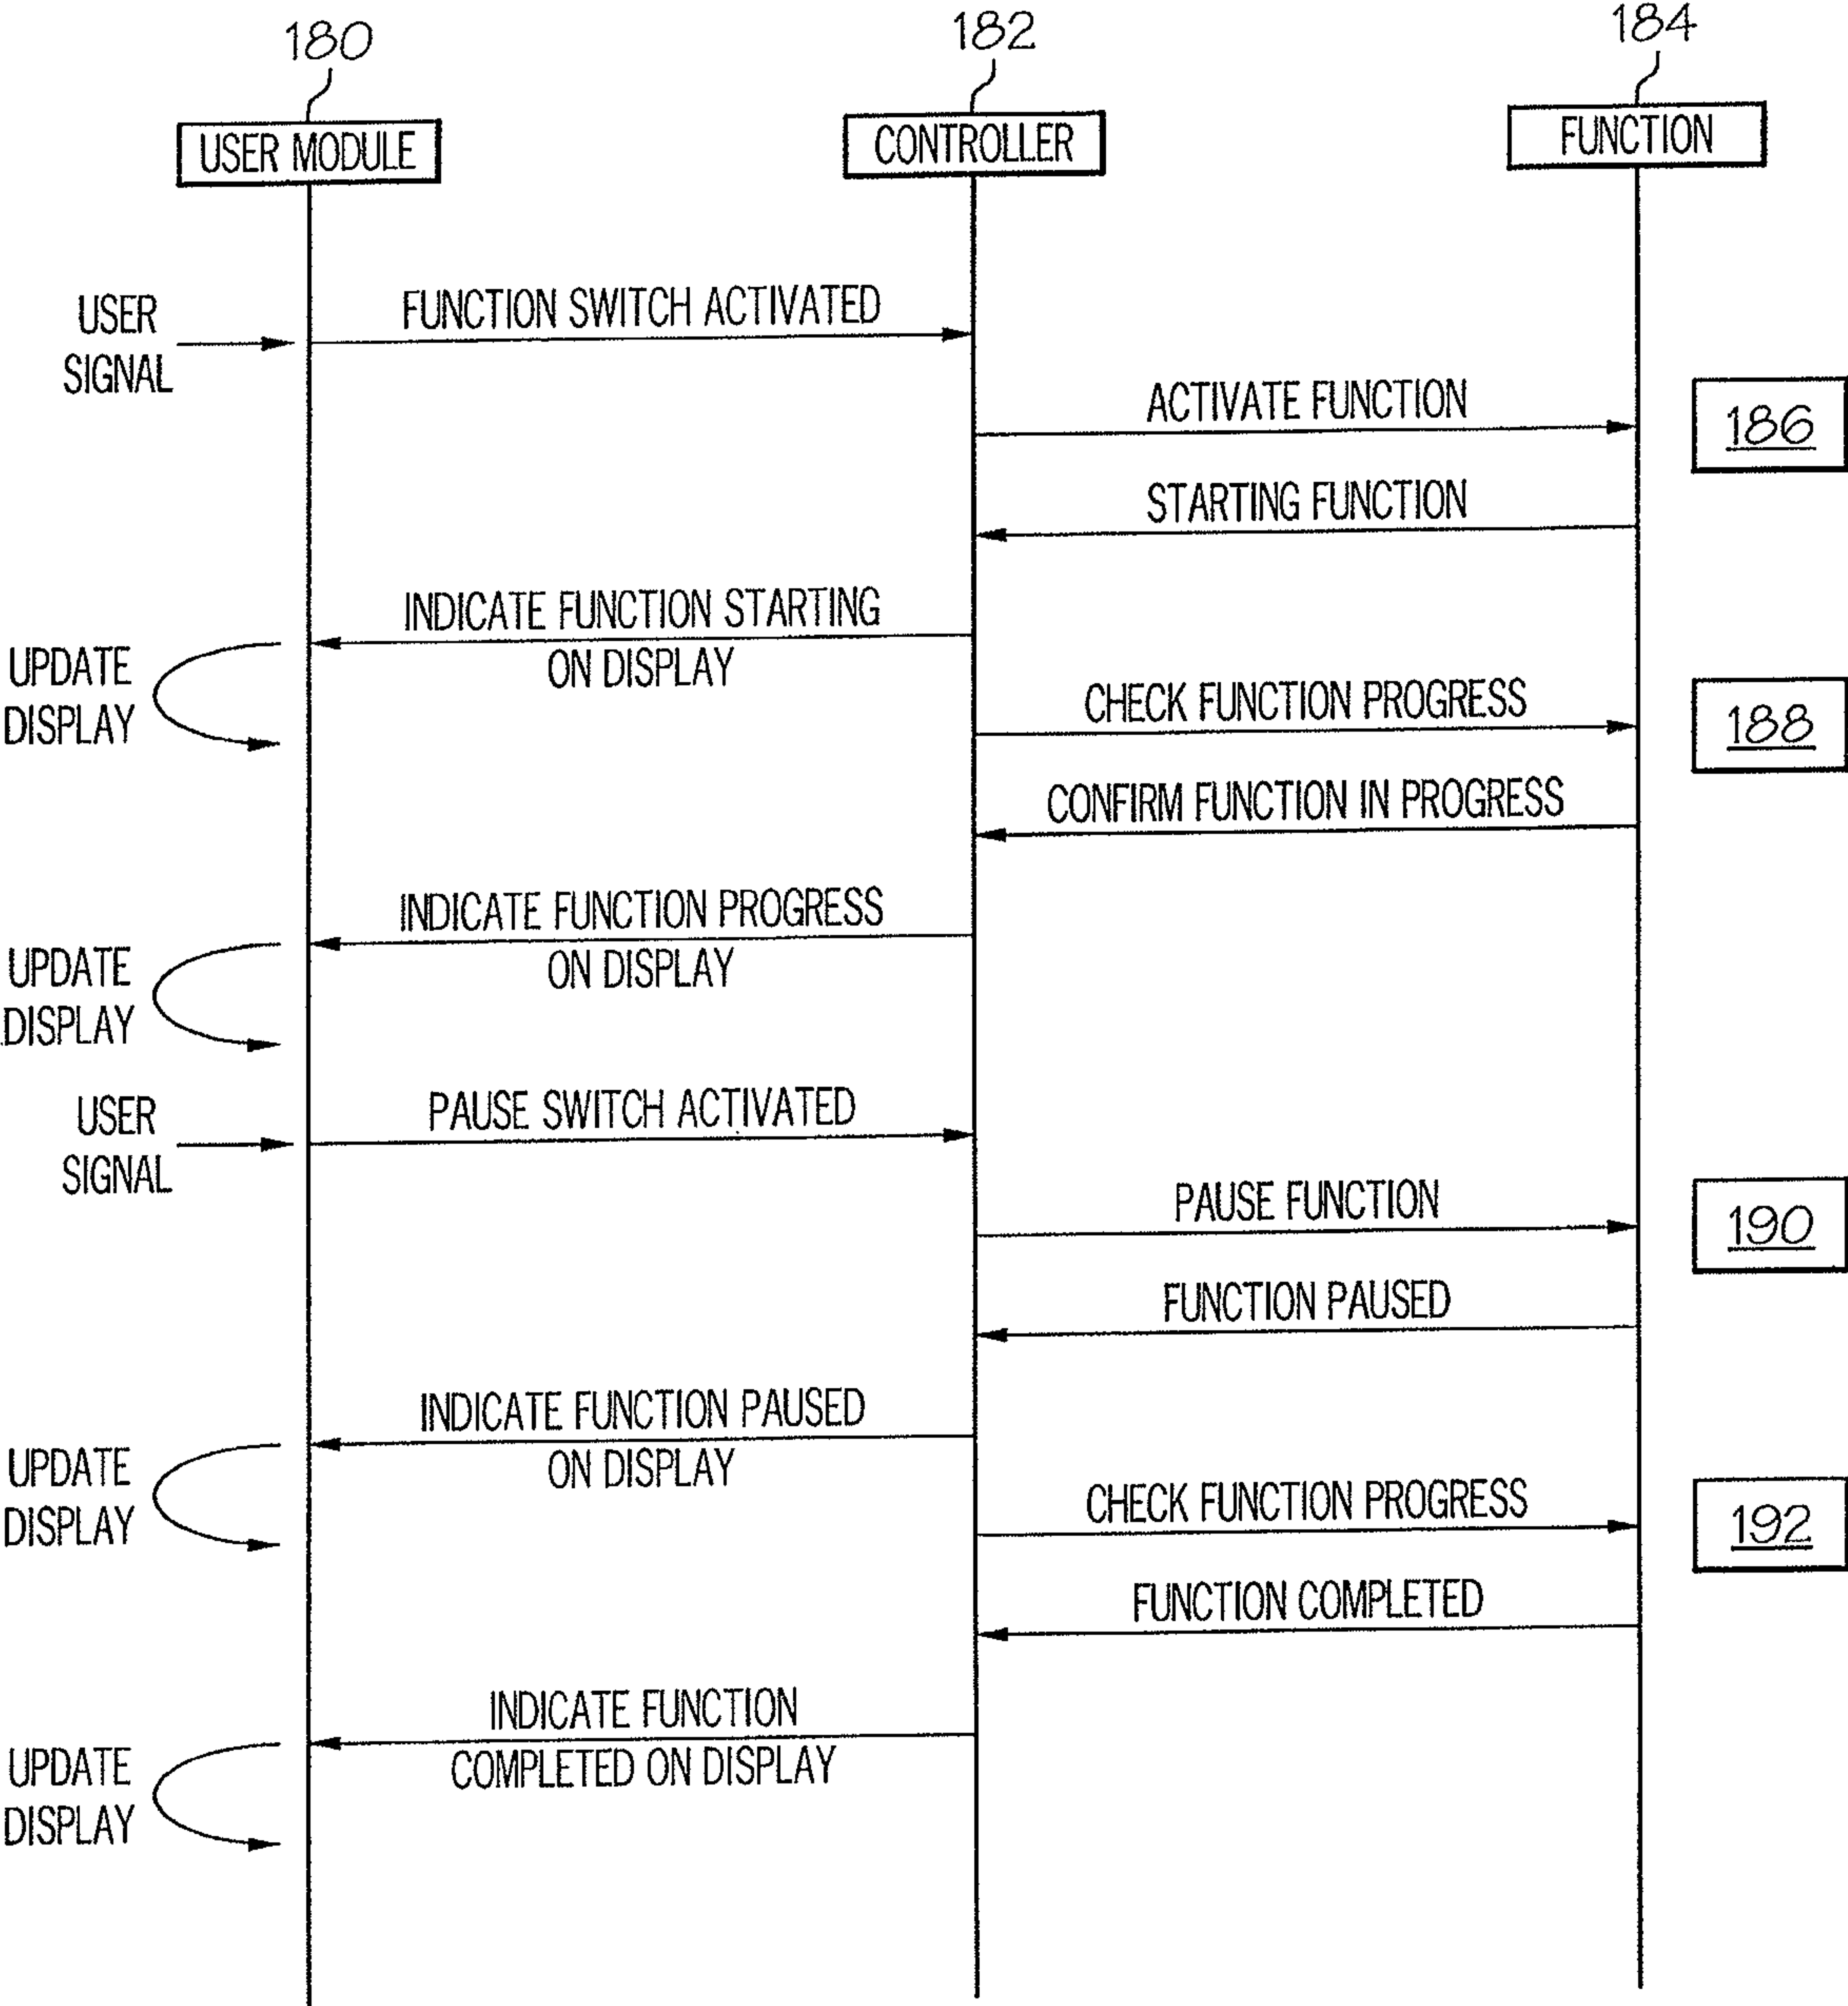 180
182
184
USER MODULE
CONTROLLER
FUNCTION
USER
SIGNAL
FUNCTION SWITCH ACTIVATED
ACTIVATE FUNCTION
186
STARTING FUNCTION
INDICATE FUNCTION STARTING
ON DISPLAY
UPDATE
DISPLAY
CHECK FUNCTION PROGRESS
188
CONFIRM FUNCTION IN PROGRESS
INDICATE FUNCTION PROGRESS
ON DISPLAY
UPDATE
DISPLAY
USER
SIGNAL
PAUSE SWITCH ACTIVATED
PAUSE FUNCTION
190
FUNCTION PAUSED
INDICATE FUNCTION PAUSED
ON DISPLAY
UPDATE
DISPLAY
CHECK FUNCTION PROGRESS
192
FUNCTION COMPLETED
INDICATE FUNCTION
COMPLETED ON DISPLAY
UPDATE
DISPLAY